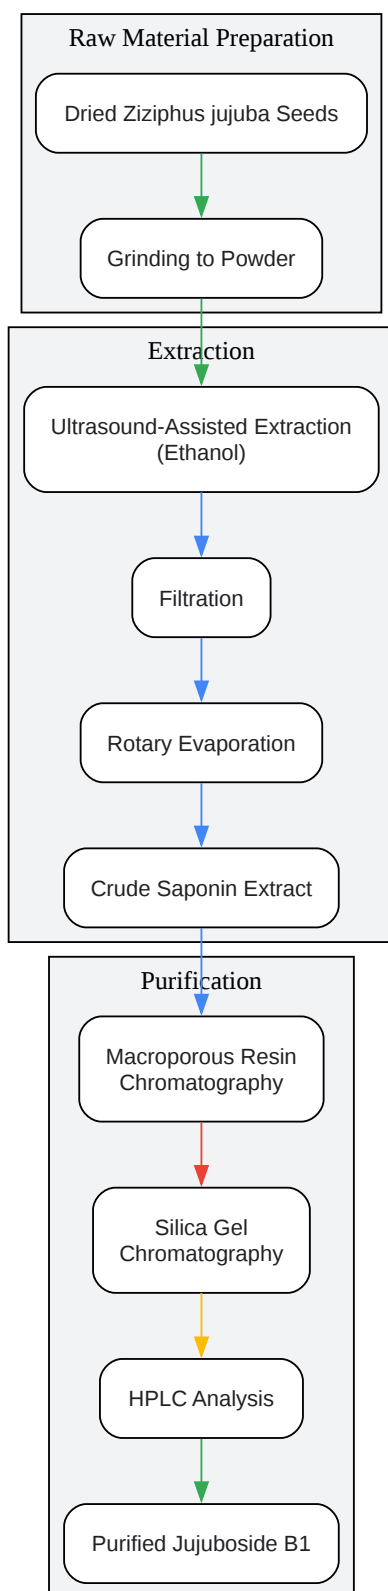 Raw Material Preparation
Dried Ziziphus jujuba Seeds
Grinding to Powder
Extraction
Ultrasound-Assisted Extraction
(Ethanol)
Filtration
Rotary Evaporation
Crude Saponin Extract
Purification
Macroporous Resin
Chromatography
Silica Gel
Chromatography
HPLC Analysis
Purified Jujuboside B1